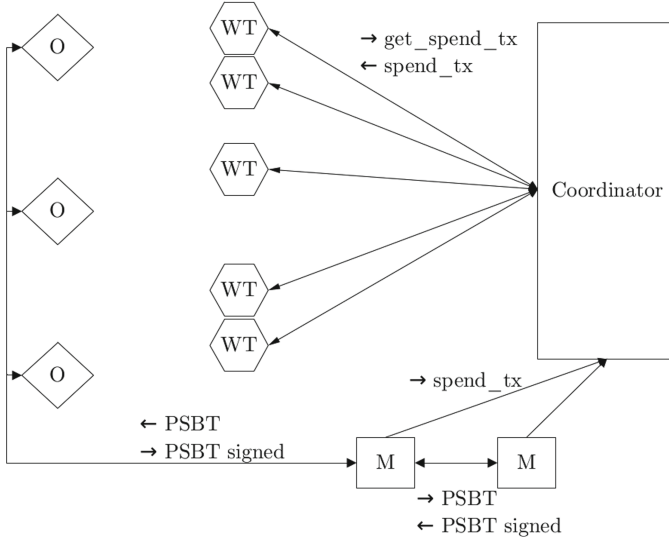 O
WT
→ get_spend_tx
← spend_tx
WT
WT
Coordinator
O
WT
WT
O
→ spend_tx
← PSBT
→ PSBT signed
M
M
→ PSBT
← PSBT signed